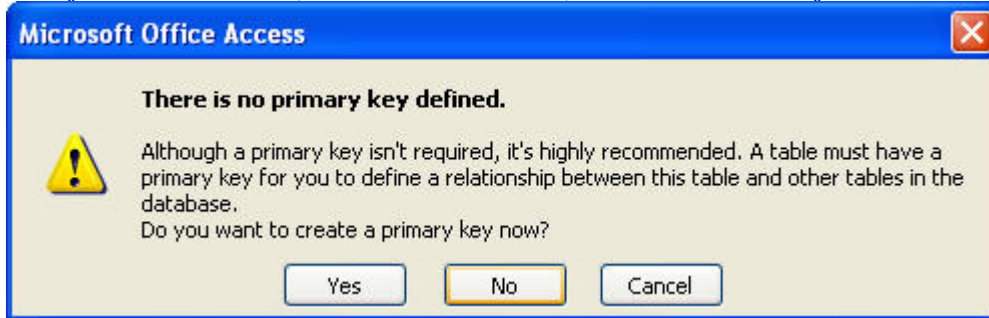 Microsoft Office Access
There is no primary key defined.
Although a primary key isn't required, it's highly recommended. A table must have a
primary key for you to define a relationship between this table and other tables in the
database.
Do you want to create a primary key now?
Yes No Cancel